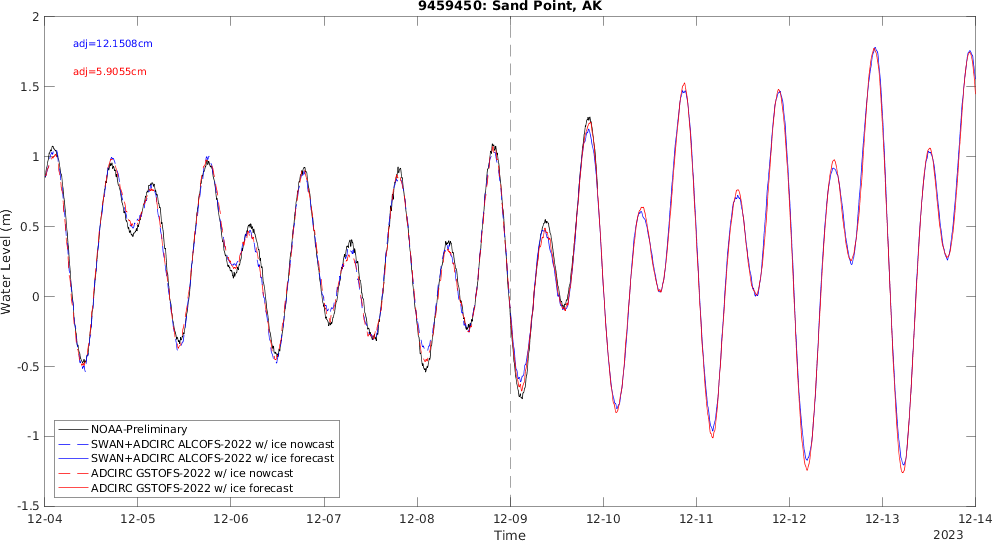 9459450: Sand Point, AK
2
adj=12.1508cm
adj=5.9055cm
1.5
1
0.5
0
-0.5
-1
-1.5
Water Level (m)
NOAA-Preliminary
SWAN+ADCIRC ALCOFS-2022 w/ ice nowcast
SWAN+ADCIRC ALCOFS-2022 w/ ice forecast
ADCIRC GSTOFS-2022 w/ ice nowcast
ADCIRC GSTOFS-2022 w/ ice forecast
12-04 12-05 12-06 12-07 12-08 12-09 12-10 12-11 12-12 12-13 12-14
Time
2023